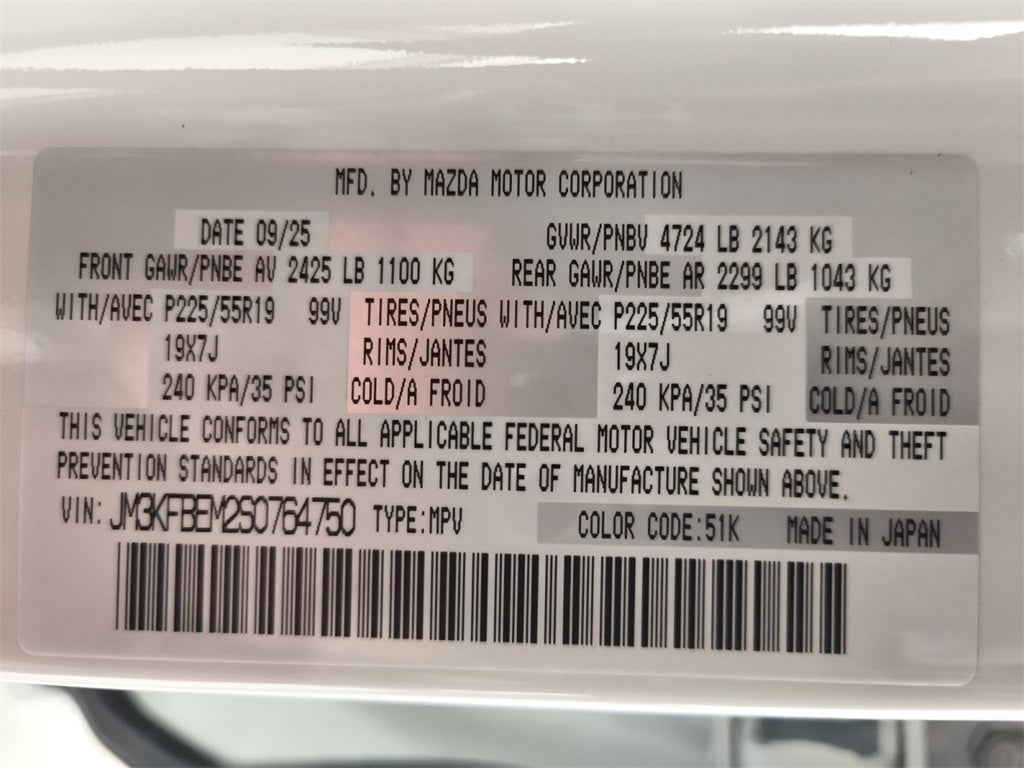 MFD. BY MAZDA MOTOR CORPORATION
DATE 09/25 GVWR/PNBV 4724 LB 2143 KG
FRONT GAWR/PNBE AV 2425 LB 1100 KG REAR GAWR/PNBE AR 2299 LB 1043 KG
WITH/AVEC P225/55R19 99V TIRES/PNEUS WITH/AVEC P225/55R19 99V TIRES/PNEUS
19X7J RIMS/JANTES 19X7J RIMS/JANTES
240 KPA/35 PSI COLD/A FROID 240 KPA/35 PSI COLD/A FROID
THIS VEHICLE CONFORMS TO ALL APPLICABLE FEDERAL MOTOR VEHICLE SAFETY AND THEFT
PREVENTION STANDARDS IN EFFECT ON THE DATE OF MANUFACTURE SHOWN ABOVE.
VIN: JM3KFBEM2S0764750 TYPE:MPV COLOR CODE:51K MADE IN JAPAN